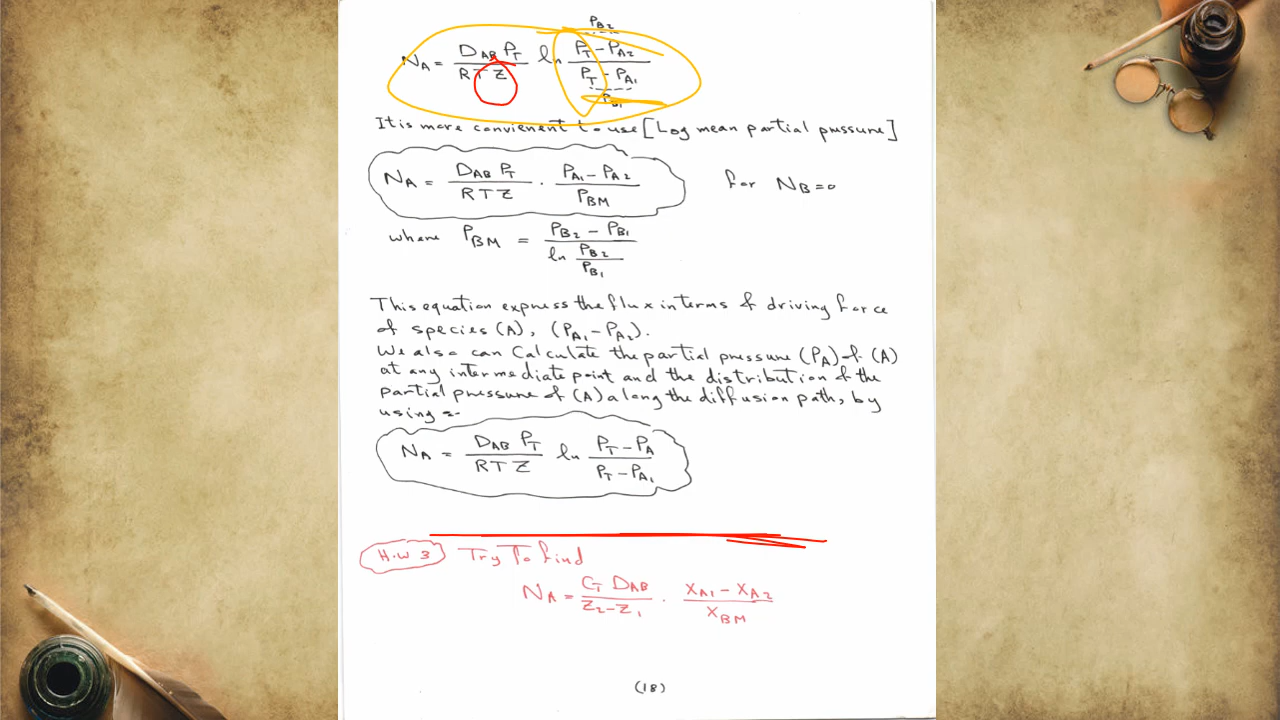 P_B2
N_A = D_AB P_T / RTZ ln P_T - P_A2 / P_T - P_A1
P_B1
It is more convienent to use [Log mean partial pressure]
N_A = D_AB P_T / RTZ . P_A1 - P_A2 / P_BM for N_B = 0
where P_BM = P_B2 - P_B1 / ln P_B2 / P_B1
This equation express the flux in terms of driving force
of species (A), (P_A1 - P_A2).
We also can Calculate the partial pressure (P_A) of (A)
at any intermediate point and the distribution of the
partial pressure of (A) along the diffusion path, by
using :-
N_A = D_AB P_T / RTZ ln P_T - P_A / P_T - P_A1
H.W 3 Try To find
N_A = C_T D_AB / Z_2 - Z_1 . X_A1 - X_A2 / X_BM
(18)